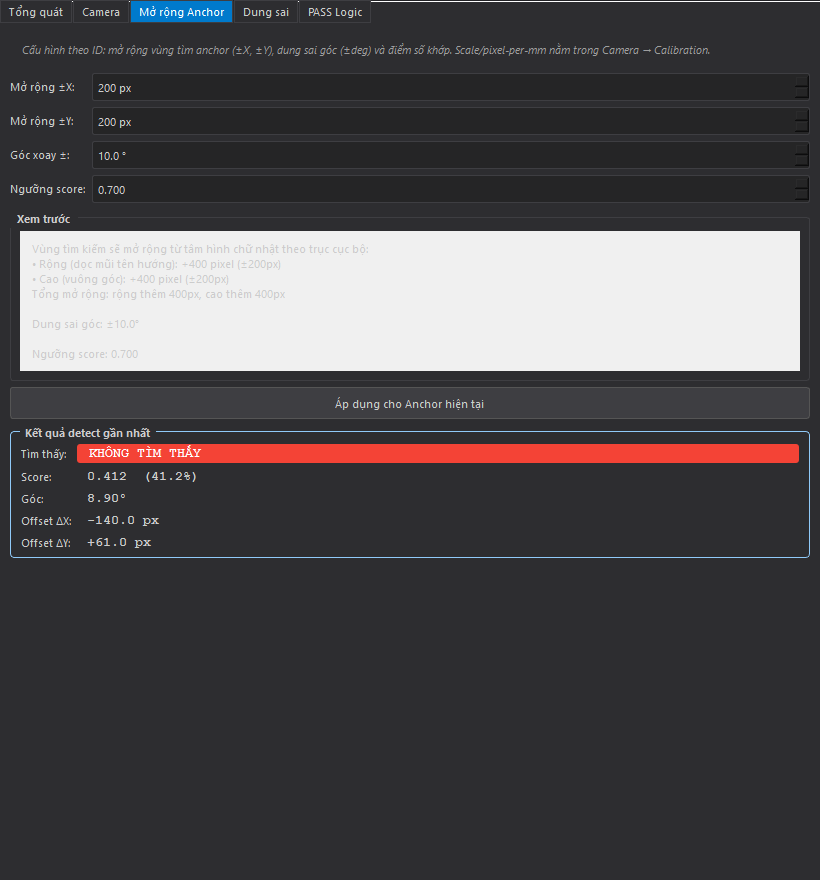 Tổng quát Camera Mở rộng Anchor Dung sai PASS Logic
Cấu hình theo ID: mở rộng vùng tìm anchor (±X, ±Y), dung sai góc (±deg) và điểm số khớp. Scale/pixel-per-mm nằm trong Camera → Calibration.
Mở rộng ±X: 200 px
Mở rộng ±Y: 200 px
Góc xoay ±: 10.0 °
Ngưỡng score: 0.700
Xem trước
Vùng tìm kiếm sẽ mở rộng từ tâm hình chữ nhật theo trục cục bộ:
• Rộng (dọc mũi tên hướng): +400 pixel (±200px)
• Cao (vuông góc): +400 pixel (±200px)
Tổng mở rộng: rộng thêm 400px, cao thêm 400px
Dung sai góc: ±10.0°
Ngưỡng score: 0.700
Áp dụng cho Anchor hiện tại
Kết quả detect gần nhất
Tìm thấy: KHÔNG TÌM THẤY
Score: 0.412 (41.2%)
Góc: 8.90°
Offset ΔX: -140.0 px
Offset ΔY: +61.0 px